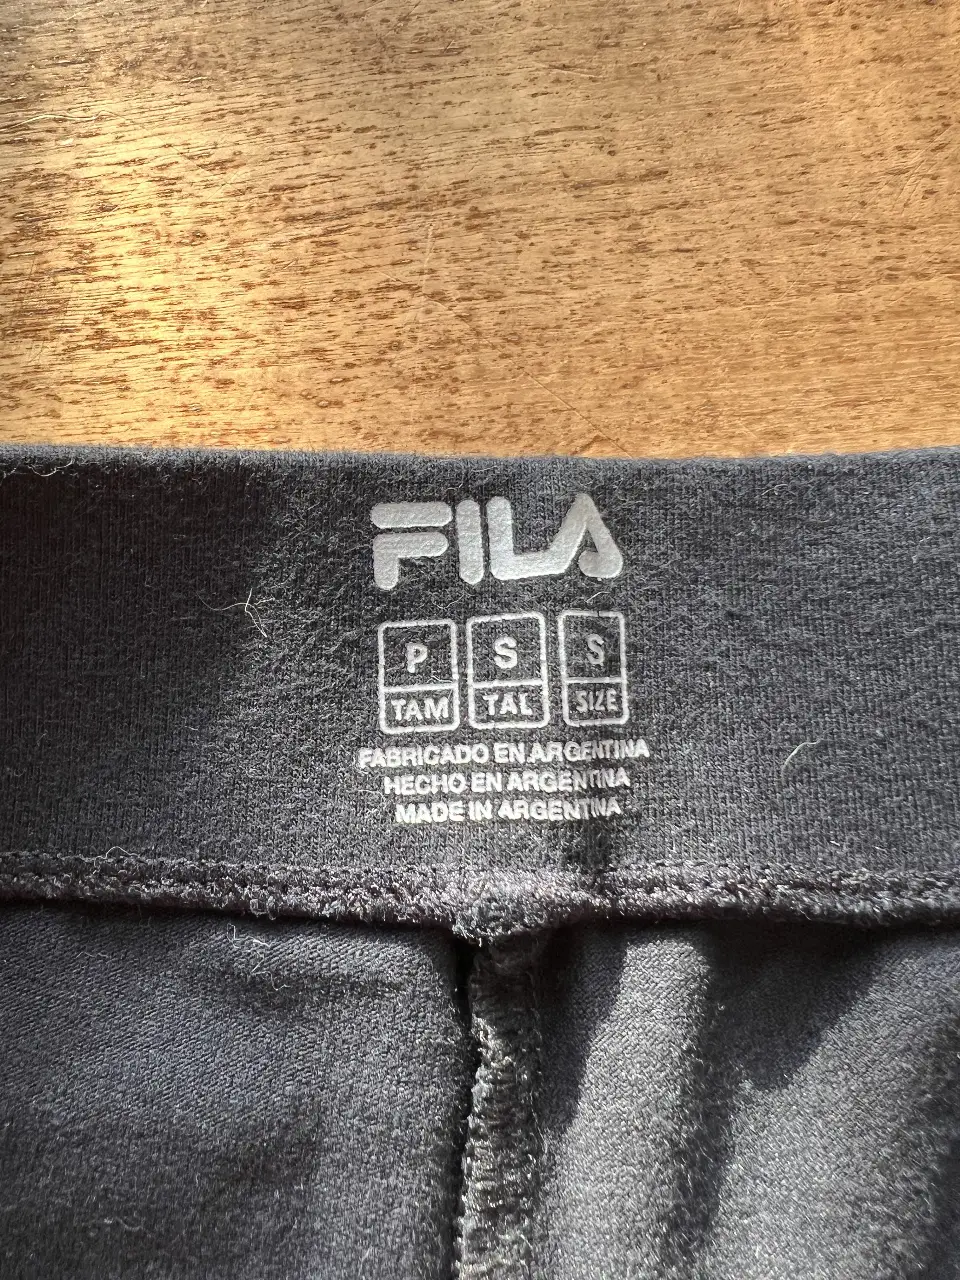 FILA
P S S
TAM TAL SIZE
FABRICADO EN ARGENTINA
HECHO EN ARGENTINA
MADE IN ARGENTINA